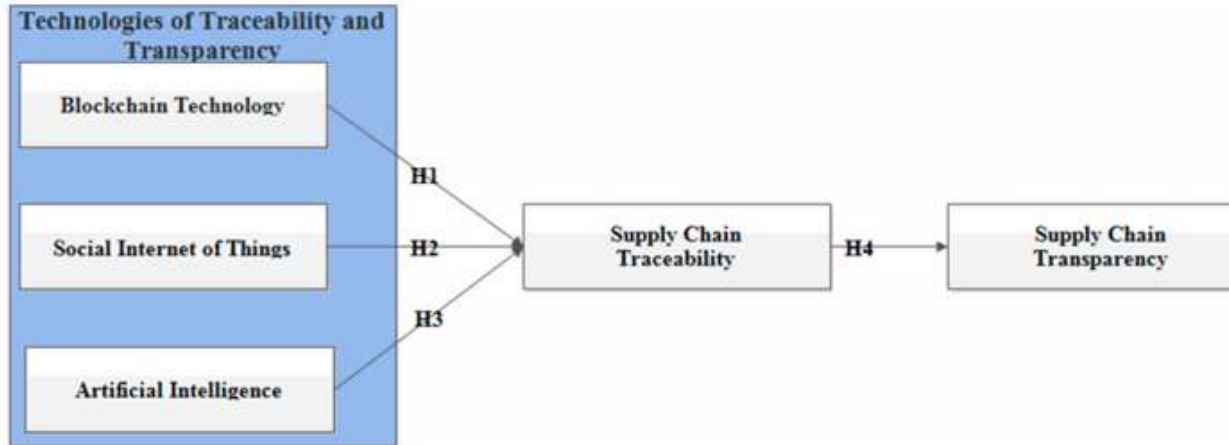 Technologies of Traceability and
Transparency
Blockchain Technology
H1
Social Internet of Things
H2
Supply Chain
Traceability
H4
Supply Chain
Transparency
H3
Artificial Intelligence